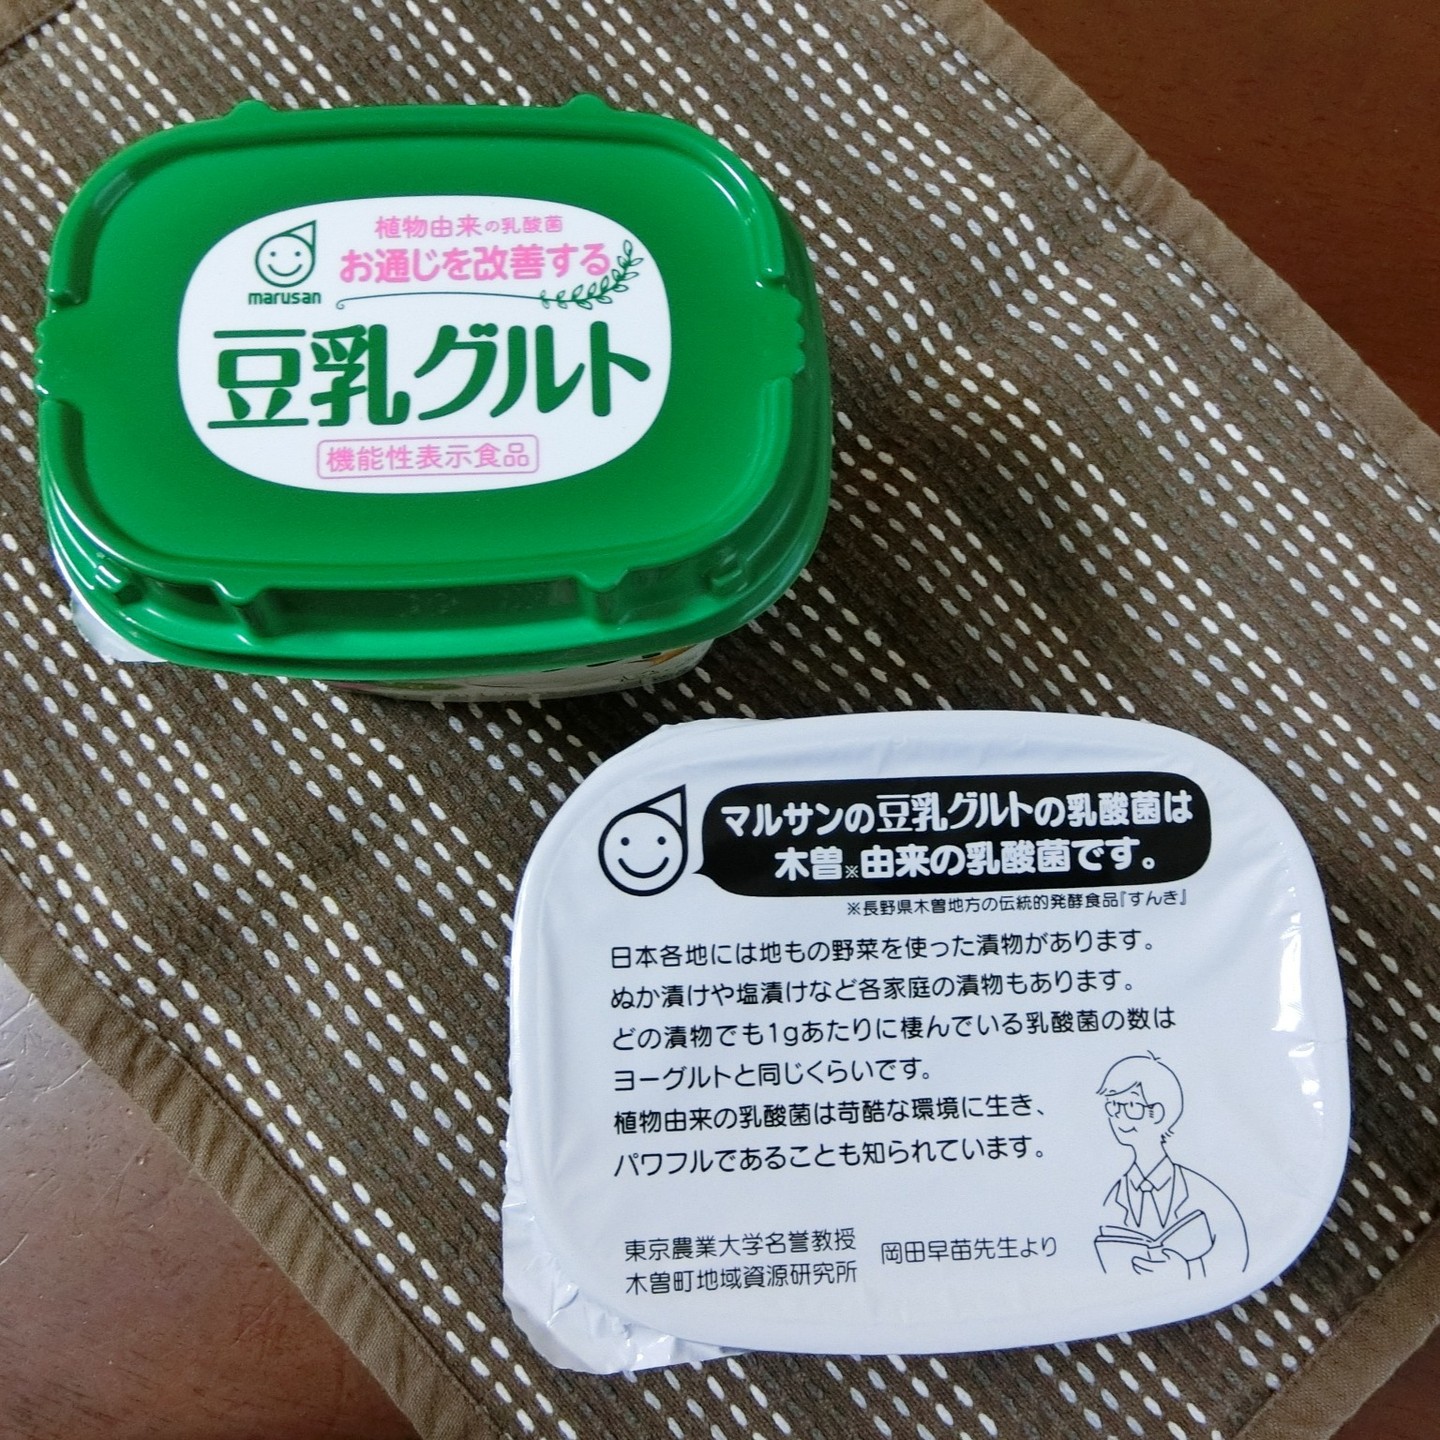 植物由来の乳酸菌
お通じを改善する
marusan
豆乳グルト
機能性表示食品
マルサンの豆乳グルトの乳酸菌は
木曽※由来の乳酸菌です。
※長野県木曽地方の伝統的発酵食品『すんき』
日本各地には地もの野菜を使った漬物があります。
ぬか漬けや塩漬けなど各家庭の漬物もあります。
どの漬物でも1gあたりに棲んでいる乳酸菌の数は
ヨーグルトと同じくらいです。
植物由来の乳酸菌は苛酷な環境に生き、
パワフルであることも知られています。
東京農業大学名誉教授
木曽町地域資源研究所
岡田早苗先生より